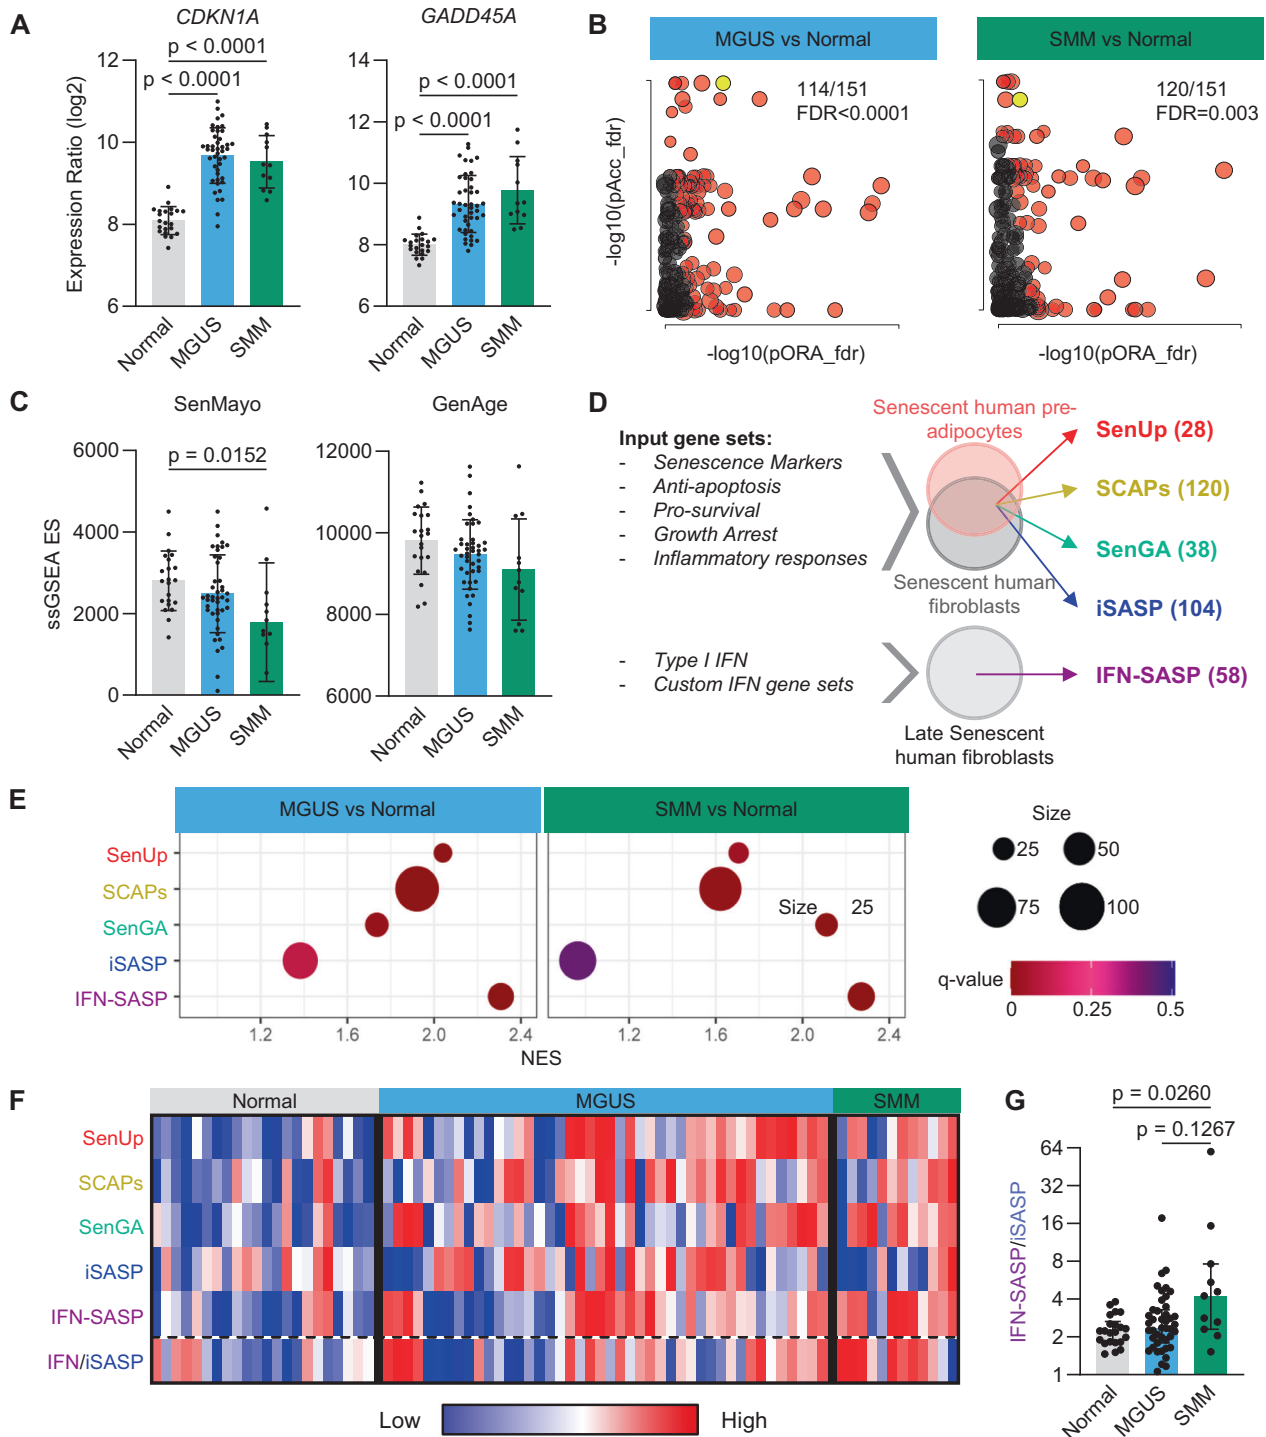 A
CDKN1A
GADD45A
Expression Ratio (log2)
12
10
8
6
p < 0.0001
p < 0.0001
Normal
MGUS
SMM
14
12
10
8
6
p < 0.0001
p < 0.0001
Normal
MGUS
SMM
B
MGUS vs Normal
SMM vs Normal
-log10(pAcc_fdr)
114/151
FDR<0.0001
120/151
FDR=0.003
-log10(pORA_fdr)
-log10(pORA_fdr)
C
SenMayo
GenAge
ssGSEA ES
6000
4000
2000
0
p = 0.0152
Normal
MGUS
SMM
12000
10000
8000
6000
Normal
MGUS
SMM
D
Input gene sets:
- Senescence Markers
- Anti-apoptosis
- Pro-survival
- Growth Arrest
- Inflammatory responses
- Type I IFN
- Custom IFN gene sets
Senescent human pre-
adipocytes
Senescent human
fibroblasts
Late Senescent
human fibroblasts
SenUp (28)
SCAPs (120)
SenGA (38)
iSASP (104)
IFN-SASP (58)
E
MGUS vs Normal
SMM vs Normal
SenUp
SCAPs
SenGA
iSASP
IFN-SASP
Size 25
1.2 1.6 2.0 2.4
1.2 1.6 2.0 2.4
NES
Size
25 50
75 100
q-value
0 0.25 0.5
F
Normal
MGUS
SMM
SenUp
SCAPs
SenGA
iSASP
IFN-SASP
IFN/iSASP
Low
High
G
p = 0.0260
p = 0.1267
IFN-SASP/iSASP
64
32
16
8
4
2
1
Normal
MGUS
SMM